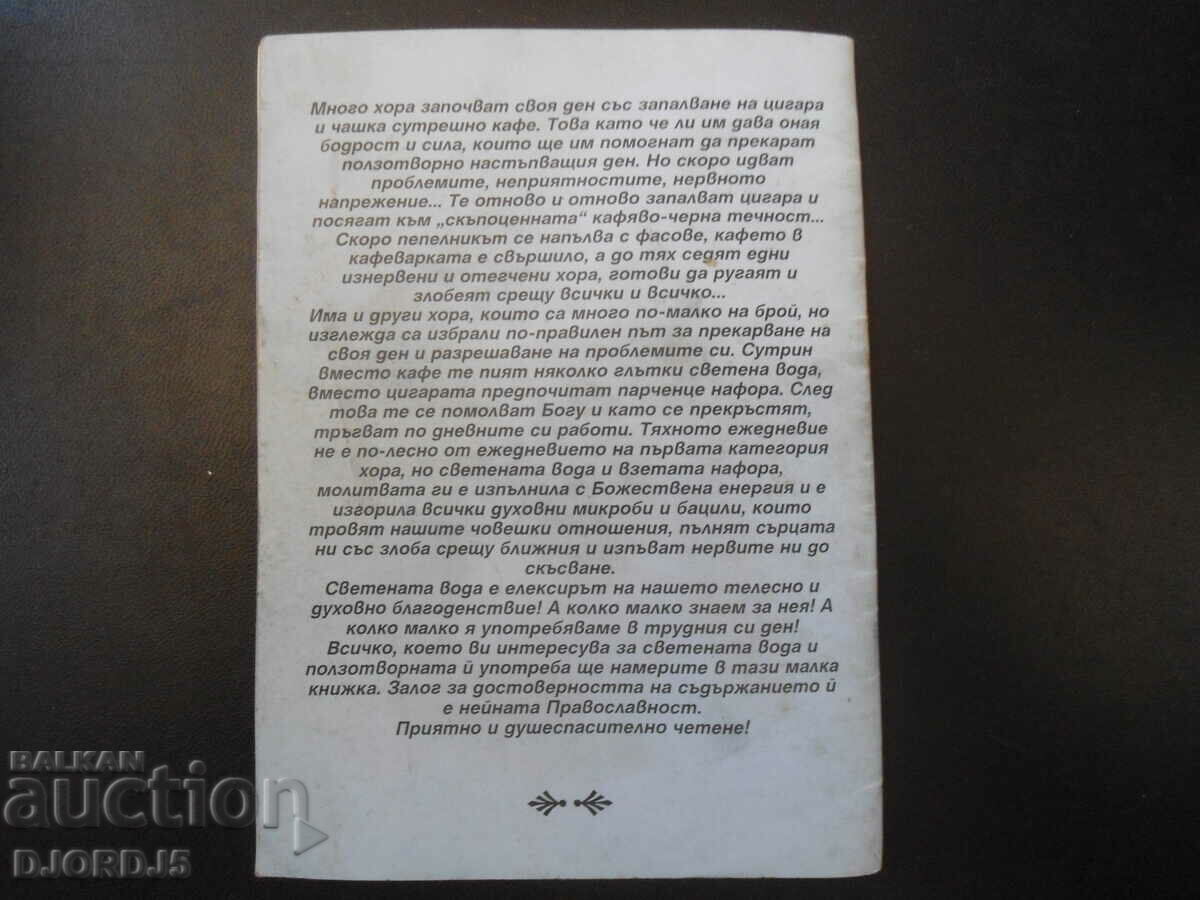 Много хора започват своя ден със запалване на цигара
и чашка сутрешно кафе. Това като че ли им дава оная
бодрост и сила, които ще им помогнат да прекарат
ползотворно настъпващия ден. Но скоро идват
проблемите, неприятностите, нервното
напрежение... Те отново и отново запалват цигара и
посягат към „скъпоценната“ кафяво-черна течност...
Скоро пепелникът се напълва с фасове, кафето в
кафеварката е свършило, а до тях седят едни
изнервени и отегчени хора, готови да ругаят и
злобеят срещу всички и всичко...
Има и други хора, които са много по-малко на брой, но
изглежда са избрали по-правилен път за прекарване на
своя ден и разрешаване на проблемите си. Сутрин
вместо кафе те пият няколко глътки светена вода,
вместо цигарата предпочитат парченце нафора. След
това те се помолват Богу и като се прекръстят,
тръгват по дневните си работи. Тяхното ежедневие
не е по-лесно от ежедневието на първата категория
хора, но светената вода и взетата нафора,
молитвата ги е изпълнила с Божествена енергия и е
изгорила всички духовни микроби и бацили, които
тровят нашите човешки отношения, пълнят сърцата
ни със злоба срещу ближния и изпъват нервите ни до
скъсване.
Светената вода е елексирът на нашето телесно и
духовно благоденствие! А колко малко знаем за нея! А
колко малко я употребяваме в трудния си ден!
Всичко, което ви интересува за светената вода и
ползотворната й употреба ще намерите в тази малка
книжка. Залог за достоверността на съдържанието й
е нейната Православност.
Приятно и душеспасително четене!
BALKAN
auction
DJORDJ5